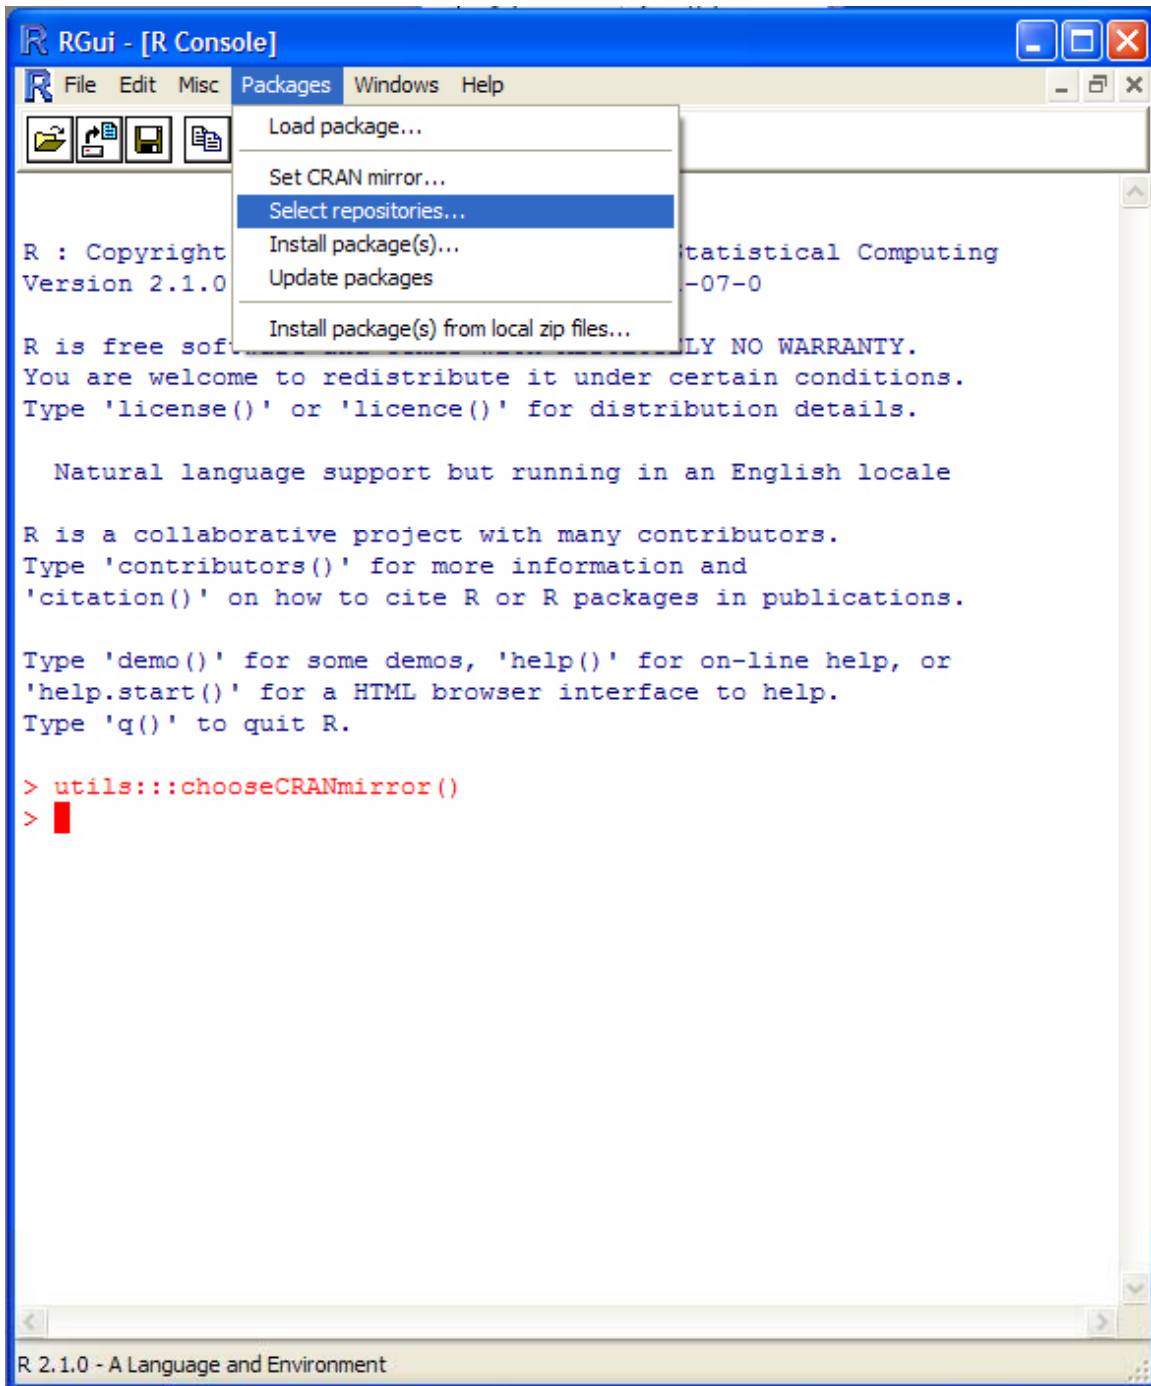 RGui - [R Console]
File Edit Misc Packages Windows Help
Load package...
Set CRAN mirror...
Select repositories...
Install package(s)...
Update packages
Install package(s) from local zip files...
R : Copyright tatistical Computing
Version 2.1.0 -07-0
R is free sof LY NO WARRANTY.
You are welcome to redistribute it under certain conditions.
Type 'license()' or 'licence()' for distribution details.
Natural language support but running in an English locale
R is a collaborative project with many contributors.
Type 'contributors()' for more information and
'citation()' on how to cite R or R packages in publications.
Type 'demo()' for some demos, 'help()' for on-line help, or
'help.start()' for a HTML browser interface to help.
Type 'q()' to quit R.
> utils:::chooseCRANmirror()
>
R 2.1.0 - A Language and Environment